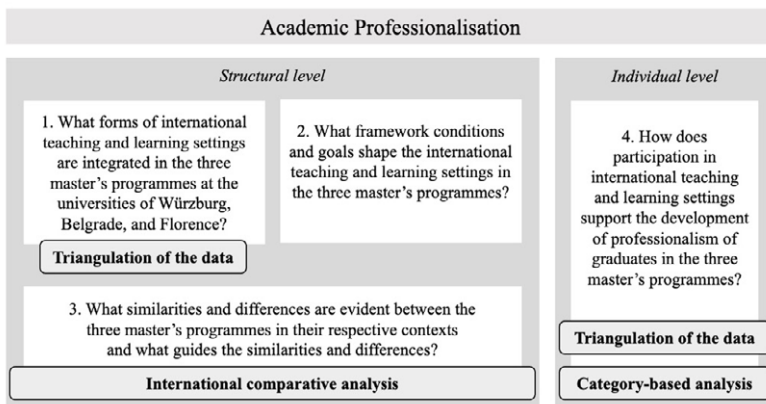 Academic Professionalisation
Structural level
1. What forms of international
teaching and learning settings
are integrated in the three
master's programmes at the
universities of Würzburg,
Belgrade, and Florence?
Triangulation of the data
2. What framework conditions
and goals shape the international
teaching and learning settings in
the three master's programmes?
3. What similarities and differences are evident between the
three master's programmes in their respective contexts
and what guides the similarities and differences?
International comparative analysis
Individual level
4. How does
participation in
international teaching
and learning settings
support the development
of professionalism of
graduates in the three
master's programmes?
Triangulation of the data
Category-based analysis